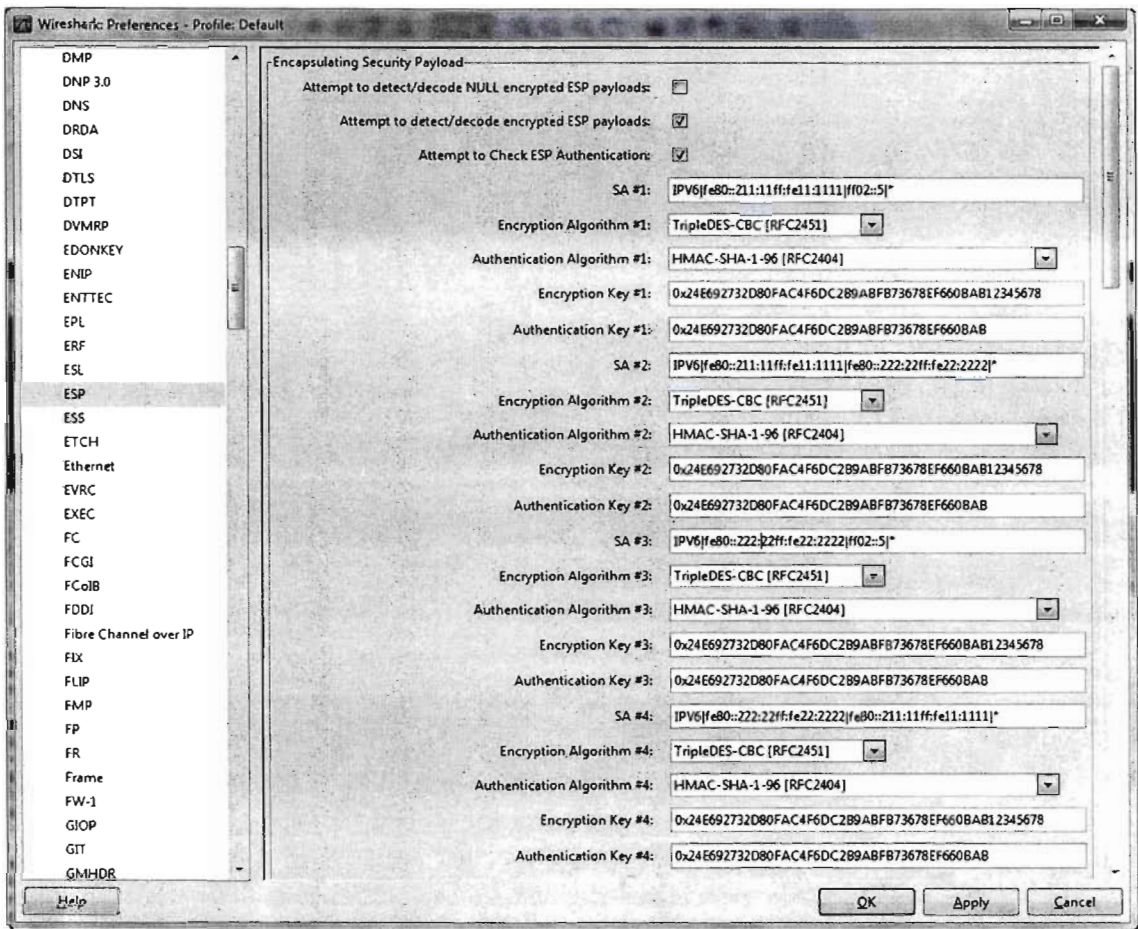 Wireshark: Preferences - Profile: Default
DMP
DNP 3.0
DNS
DRDA
DSI
DTLS
DTPT
DVMRP
EDONKEY
ENIP
ENTTEC
EPL
ERF
ESL
ESP
ESS
ETCH
Ethernet
EVRC
EXEC
FC
FCGI
FCoIB
FDDI
Fibre Channel over IP
FIX
FLIP
FMP
FP
FR
Frame
FW-1
GIOP
GIT
GMHDR
Encapsulating Security Payload
Attempt to detect/decode NULL encrypted ESP payloads:
Attempt to detect/decode encrypted ESP payloads:
Attempt to Check ESP Authentication:
SA #1: IPV6|fe80::211:11ff:fe11:1111|ff02::5|*
Encryption Algorithm #1: TripleDES-CBC [RFC2451]
Authentication Algorithm #1: HMAC-SHA-1-96 [RFC2404]
Encryption Key #1: 0x24E692732D80FAC4F6DC2B9ABFB73678EF660BAB12345678
Authentication Key #1: 0x24E692732D80FAC4F6DC2B9ABFB73678EF660BAB
SA #2: IPV6|fe80::211:11ff:fe11:1111|fe80::222:22ff:fe22:2222|*
Encryption Algorithm #2: TripleDES-CBC [RFC2451]
Authentication Algorithm #2: HMAC-SHA-1-96 [RFC2404]
Encryption Key #2: 0x24E692732D80FAC4F6DC2B9ABFB73678EF660BAB12345678
Authentication Key #2: 0x24E692732D80FAC4F6DC2B9ABFB73678EF660BAB
SA #3: IPV6|fe80::222:22ff:fe22:2222|ff02::5|*
Encryption Algorithm #3: TripleDES-CBC [RFC2451]
Authentication Algorithm #3: HMAC-SHA-1-96 [RFC2404]
Encryption Key #3: 0x24E692732D80FAC4F6DC2B9ABFB73678EF660BAB12345678
Authentication Key #3: 0x24E692732D80FAC4F6DC2B9ABFB73678EF660BAB
SA #4: IPV6|fe80::222:22ff:fe22:2222|fe80::211:11ff:fe11:1111|*
Encryption Algorithm #4: TripleDES-CBC [RFC2451]
Authentication Algorithm #4: HMAC-SHA-1-96 [RFC2404]
Encryption Key #4: 0x24E692732D80FAC4F6DC2B9ABFB73678EF660BAB12345678
Authentication Key #4: 0x24E692732D80FAC4F6DC2B9ABFB73678EF660BAB
Help
OK
Apply
Cancel